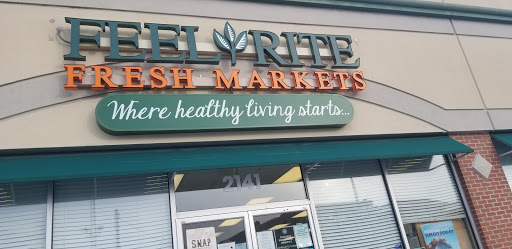 FEEL RITE
FRESH MARKETS
Where healthy living starts...
2141
SNAP